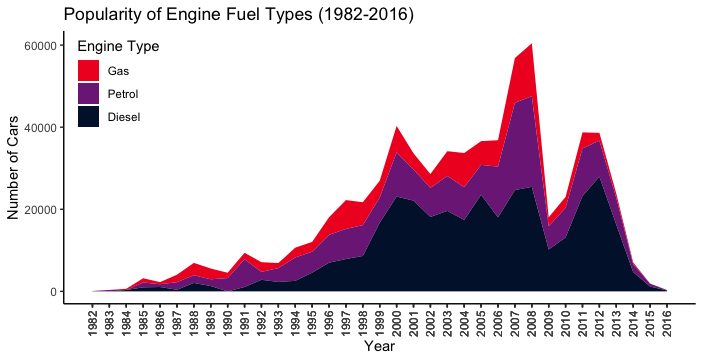 Popularity of Engine Fuel Types (1982-2016)
Engine Type
Gas
Petrol
Diesel
Number of Cars
60000
40000
20000
0
1982 1983 1984 1985 1986 1987 1988 1989 1990 1991 1992 1993 1994 1995 1996 1997 1998 1999 2000 2001 2002 2003 2004 2005 2006 2007 2008 2009 2010 2011 2012 2013 2014 2015 2016
Year